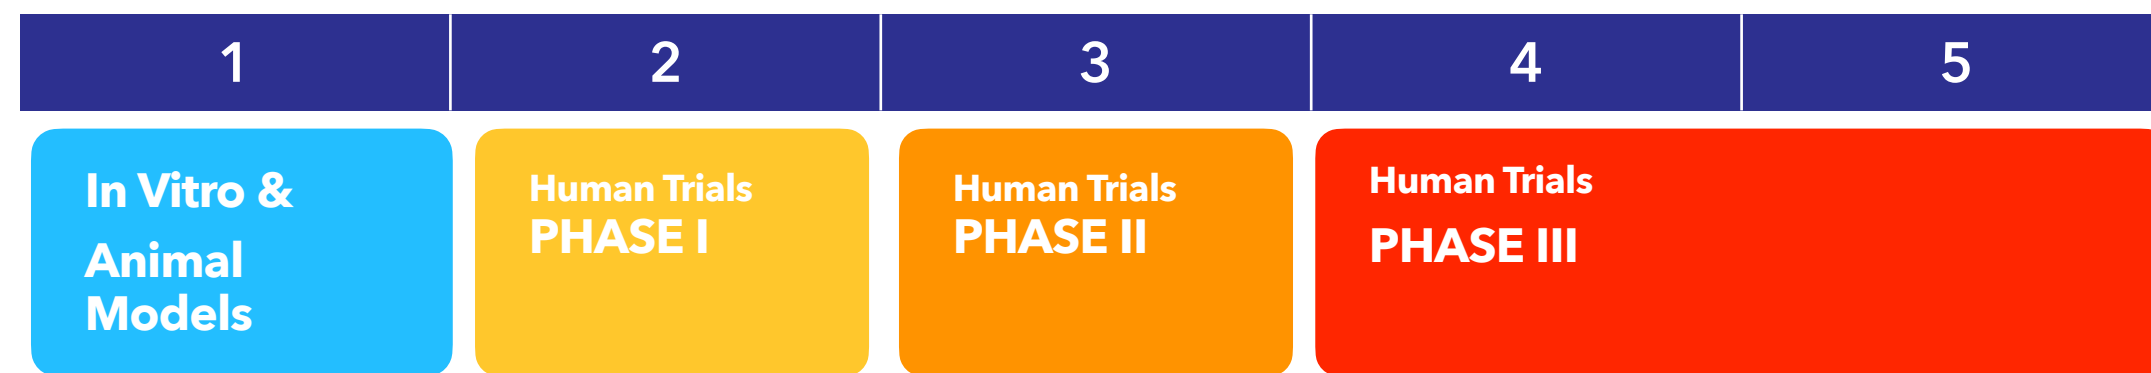 1 2 3 4 5
In Vitro &
Animal
Models
Human Trials
PHASE I
Human Trials
PHASE II
Human Trials
PHASE III